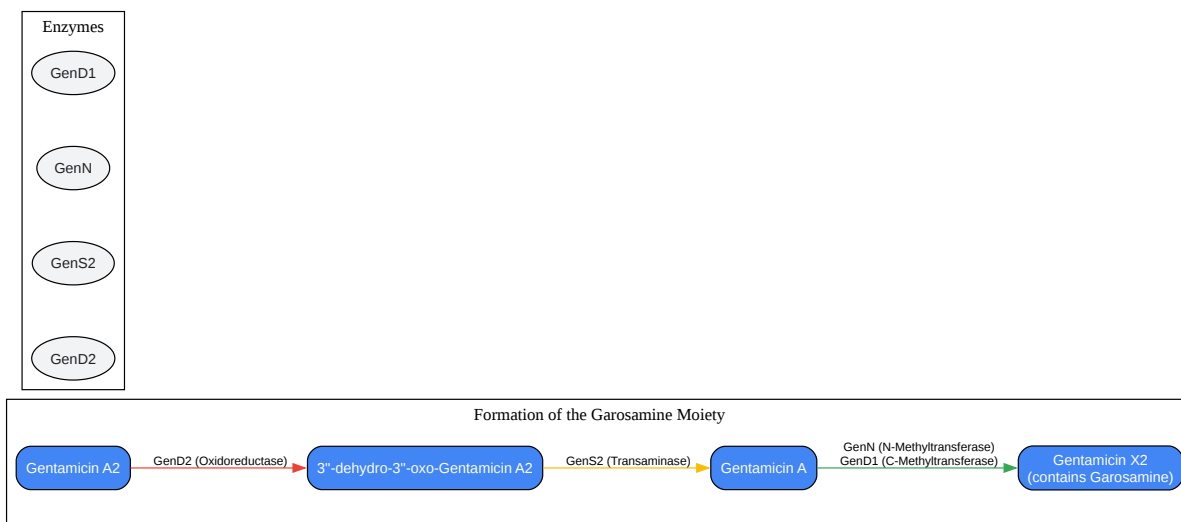 Enzymes
GenD1
GenN
GenS2
GenD2
Formation of the Garosamine Moiety
Gentamicin A2
GenD2 (Oxidoreductase)
3"-dehydro-3"-oxo-Gentamicin A2
GenS2 (Transaminase)
Gentamicin A
GenN (N-Methyltransferase)
GenD1 (C-Methyltransferase)
Gentamicin X2
(contains Garosamine)